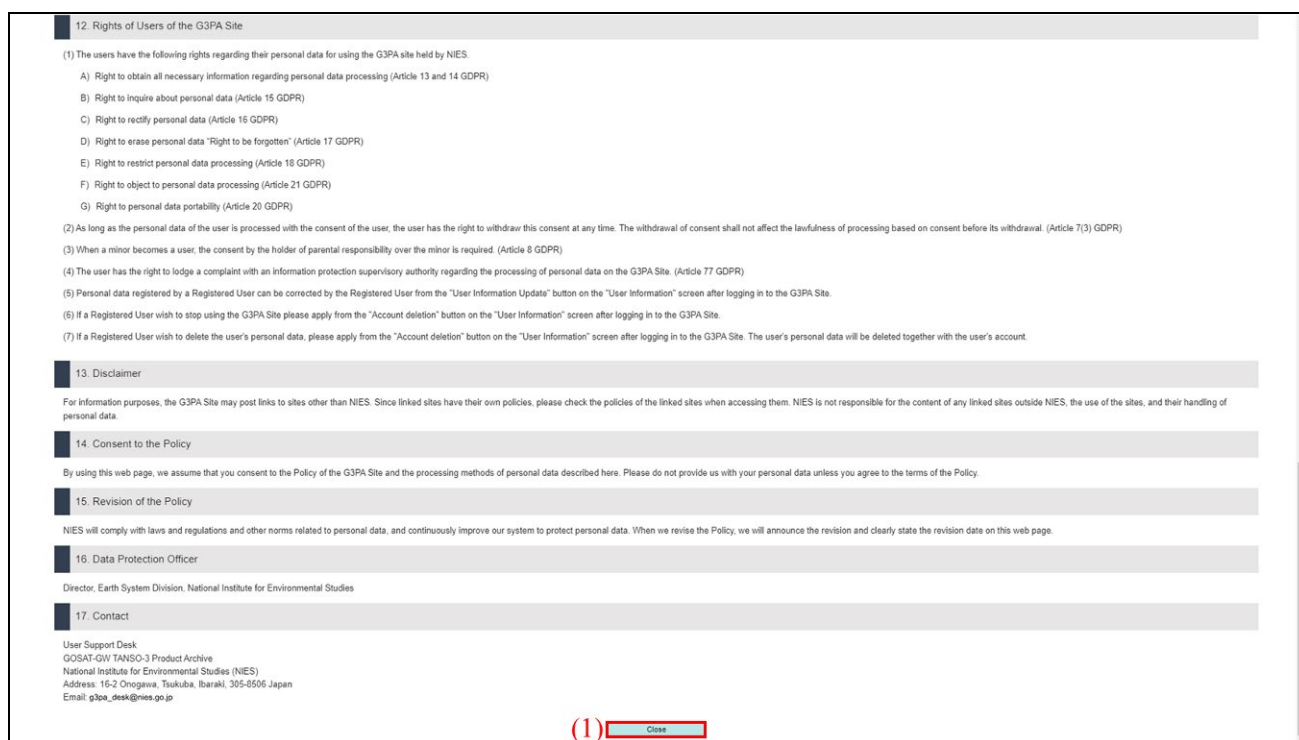 12. Rights of Users of the G3PA Site
(1) The users have the following rights regarding their personal data for using the G3PA site held by NIES.
A) Right to obtain all necessary information regarding personal data processing (Article 13 and 14 GDPR)
B) Right to inquire about personal data (Article 15 GDPR)
C) Right to rectify personal data (Article 16 GDPR)
D) Right to erase personal data "Right to be forgotten" (Article 17 GDPR)
E) Right to restrict personal data processing (Article 18 GDPR)
F) Right to object to personal data processing (Article 21 GDPR)
G) Right to personal data portability (Article 20 GDPR)
(2) As long as the personal data of the user is processed with the consent of the user, the user has the right to withdraw this consent at any time. The withdrawal of consent shall not affect the lawfulness of processing based on consent before its withdrawal. (Article 7(3) GDPR)
(3) When a minor becomes a user, the consent by the holder of parental responsibility over the minor is required. (Article 8 GDPR)
(4) The user has the right to lodge a complaint with an information protection supervisory authority regarding the processing of personal data on the G3PA Site. (Article 77 GDPR)
(5) Personal data registered by a Registered User can be corrected by the Registered User from the "User Information Update" button on the "User Information" screen after logging in to the G3PA Site.
(6) If a Registered User wish to stop using the G3PA Site please apply from the "Account deletion" button on the "User Information" screen after logging in to the G3PA Site.
(7) If a Registered User wish to delete the user's personal data, please apply from the "Account deletion" button on the "User Information" screen after logging in to the G3PA Site. The user's personal data will be deleted together with the user's account.
13. Disclaimer
For information purposes, the G3PA Site may post links to sites other than NIES. Since linked sites have their own policies, please check the policies of the linked sites when accessing them. NIES is not responsible for the content of any linked sites outside NIES, the use of the sites, and their handling of
personal data.
14. Consent to the Policy
By using this web page, we assume that you consent to the Policy of the G3PA Site and the processing methods of personal data described here. Please do not provide us with your personal data unless you agree to the terms of the Policy.
15. Revision of the Policy
NIES will comply with laws and regulations and other norms related to personal data, and continuously improve our system to protect personal data. When we revise the Policy, we will announce the revision and clearly state the revision date on this web page.
16. Data Protection Officer
Director, Earth System Division, National Institute for Environmental Studies
17. Contact
User Support Desk
GOSAT-GW TANSO-3 Product Archive
National Institute for Environmental Studies (NIES)
Address: 16-2 Onogawa, Tsukuba, Ibaraki, 305-8506 Japan
Email: g3pa_desk@nies.go.jp
(1) Close